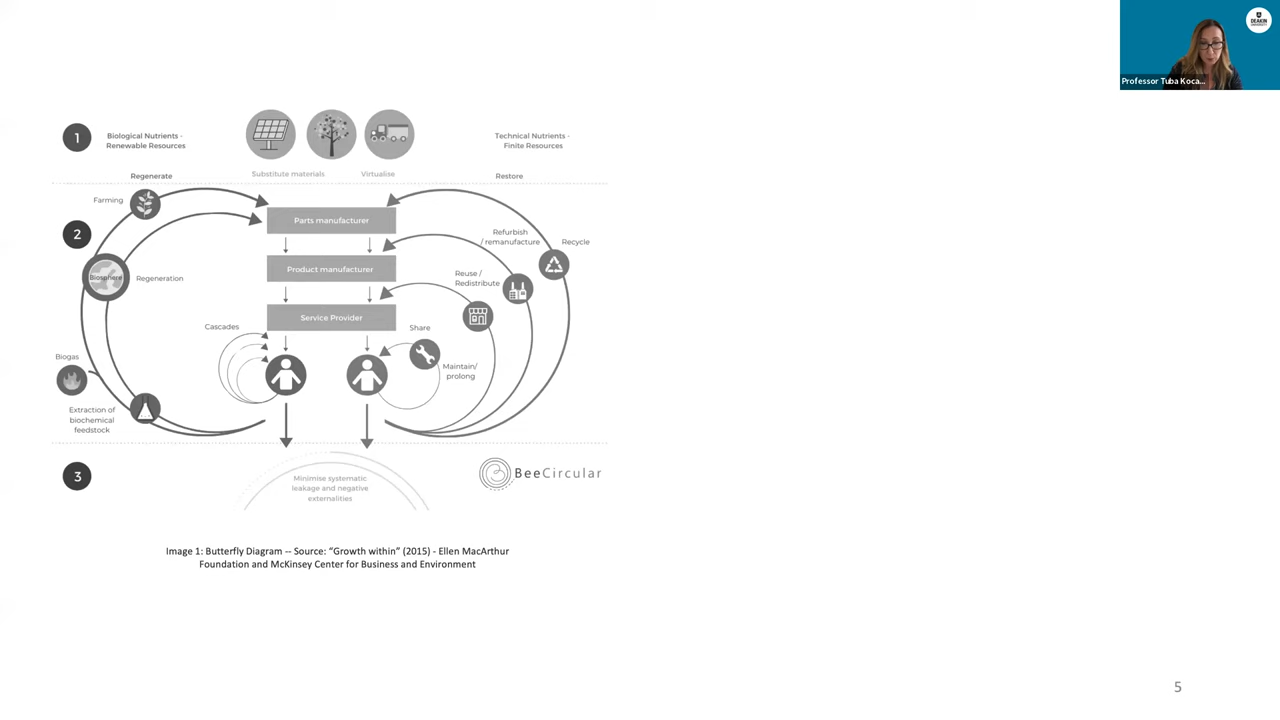 DEAKIN
UNIVERSITY
Professor Tuba Koca...
1
Biological Nutrients -
Renewable Resources
Technical Nutrients -
Finite Resources
Regenerate
Substitute materials
Virtualise
Restore
Farming
Parts manufacturer
2
Refurbish
/ remanufacture
Recycle
Product manufacturer
Biosphere
Regeneration
Reuse /
Redistribute
Service Provider
Cascades
Share
Biogas
Maintain/
prolong
Extraction of
biochemical
feedstock
3
Minimise systematic
leakage and negative
externalities
BeeCircular
Image 1: Butterfly Diagram -- Source: “Growth within” (2015) - Ellen MacArthur
Foundation and McKinsey Center for Business and Environment
5